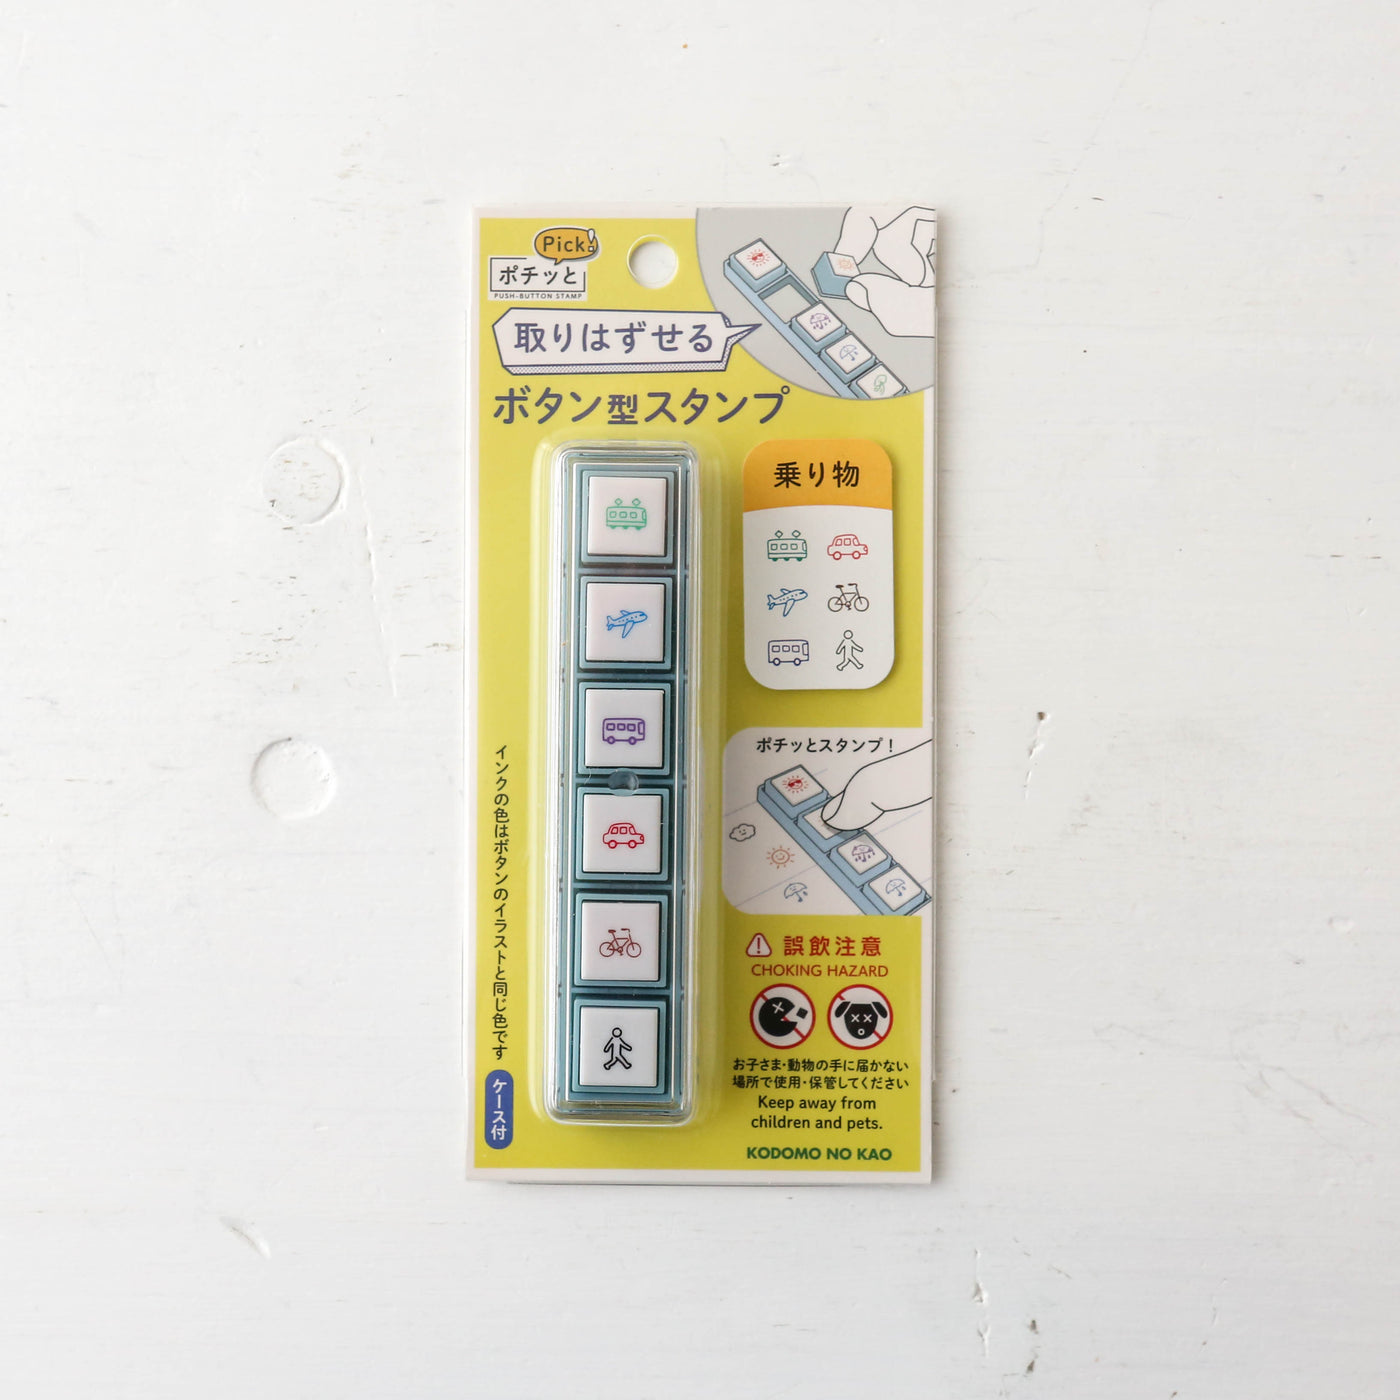 Pick!
ポチッと
PUSH-BUTTON STAMP
取りはずせる
ボタン型スタンプ
乗り物
ポチッとスタンプ！
インクの色はボタンのイラストと同じ色です
ケース付
誤飲注意
CHOKING HAZARD
お子さま・動物の手に届かない
場所で使用・保管してください
Keep away from
children and pets.
KODOMO NO KAO